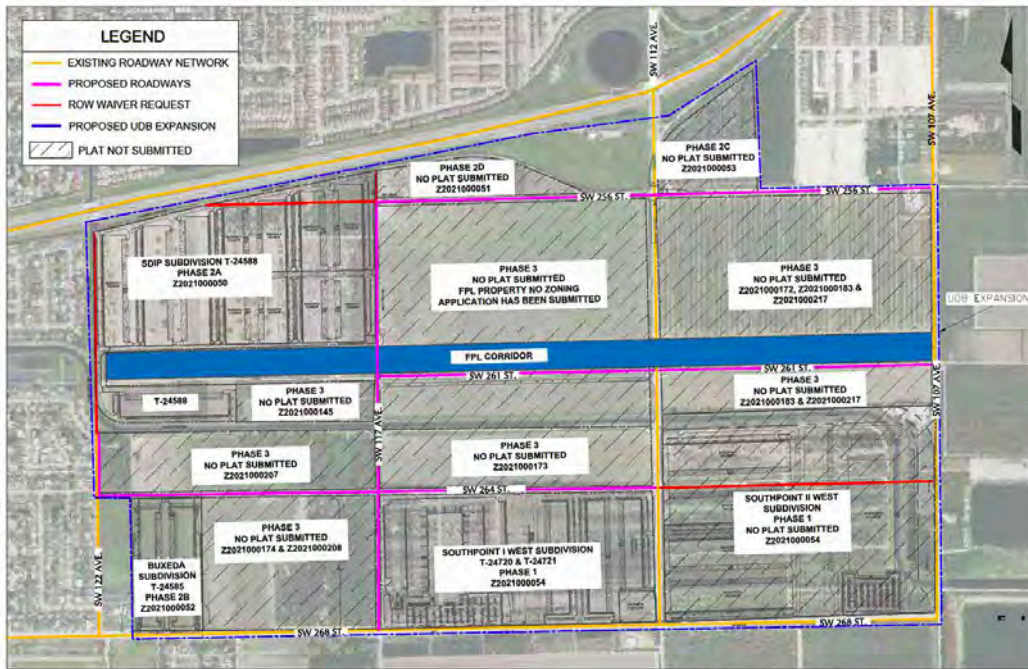 LEGEND
EXISTING ROADWAY NETWORK
PROPOSED ROADWAYS
ROW WAIVER REQUEST
PROPOSED UDB EXPANSION
PLAT NOT SUBMITTED
SW 112 AVE.
SW 107 AVE.
PHASE 2D
NO PLAT SUBMITTED
Z2021000051
PHASE 2C
NO PLAT SUBMITTED
Z2021000053
SW 256 ST.
SW 256 ST.
SDIP SUBDIVISION T-24588
PHASE 2A
Z2021000050
PHASE 3
NO PLAT SUBMITTED
FPL PROPERTY NO ZONING
APPLICATION HAS BEEN SUBMITTED
PHASE 3
NO PLAT SUBMITTED
Z2021000172, Z2021000183 &
Z2021000217
UDB EXPANSION
FPL CORRIDOR
SW 261 ST.
SW 261 ST.
T-24588
PHASE 3
NO PLAT SUBMITTED
Z2021000145
PHASE 3
NO PLAT SUBMITTED
Z2021000183 & Z2021000217
SW 117 AVE.
SW 107 AVE.
PHASE 3
NO PLAT SUBMITTED
Z2021000207
PHASE 3
NO PLAT SUBMITTED
Z2021000173
SW 264 ST.
SW 122 AVE.
BUXEDA
SUBDIVISION
T-24585
PHASE 2B
Z2021000052
PHASE 3
NO PLAT SUBMITTED
Z2021000174 & Z2021000208
SOUTHPOINT I WEST SUBDIVISION
T-24720 & T-24721
PHASE 1
Z2021000054
SOUTHPOINT II WEST
SUBDIVISION
PHASE 1
NO PLAT SUBMITTED
Z2021000054
SW 268 ST.
SW 268 ST.